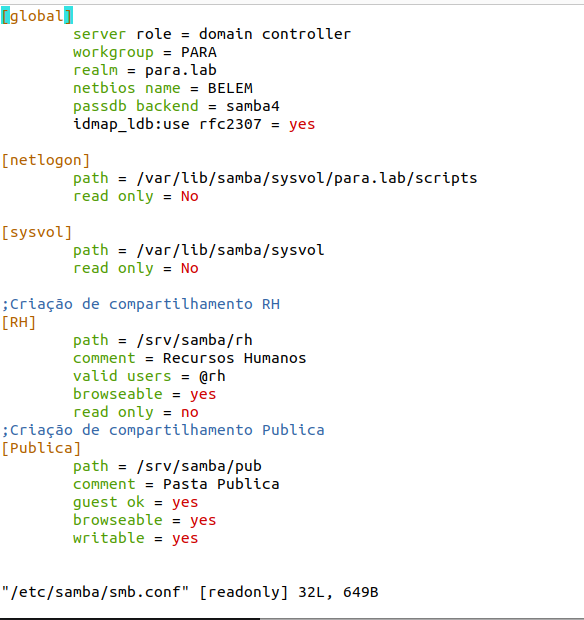 [global]
server role = domain controller
workgroup = PARA
realm = para.lab
netbios name = BELEM
passdb backend = samba4
idmap_ldb:use rfc2307 = yes
[netlogon]
path = /var/lib/samba/sysvol/para.lab/scripts
read only = No
[sysvol]
path = /var/lib/samba/sysvol
read only = No
;Criação de compartilhamento RH
[RH]
path = /srv/samba/rh
comment = Recursos Humanos
valid users = @rh
browseable = yes
read only = no
;Criação de compartilhamento Publica
[Publica]
path = /srv/samba/pub
comment = Pasta Publica
guest ok = yes
browseable = yes
writable = yes
"/etc/samba/smb.conf" [readonly] 32L, 649B